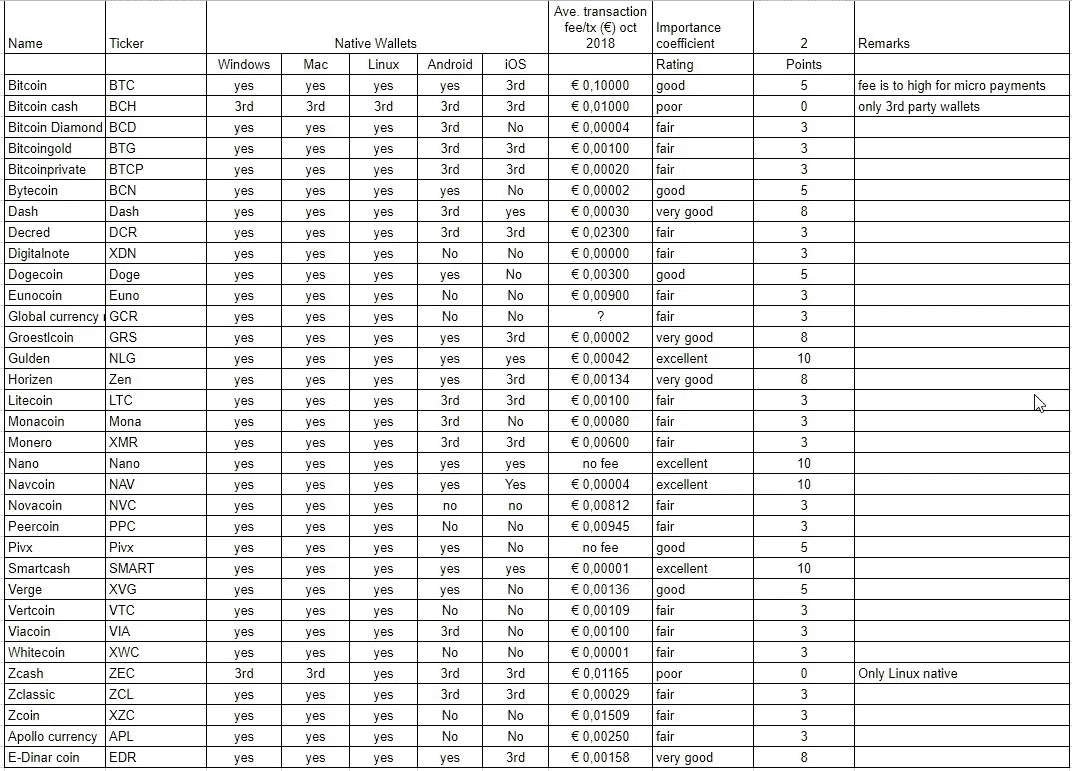 Name Ticker Native Wallets Ave. transaction fee/tx (€) oct 2018 Importance coefficient 2 Remarks
Windows Mac Linux Android iOS Rating Points
Bitcoin BTC yes yes yes yes 3rd € 0,10000 good 5 fee is to high for micro payments
Bitcoin cash BCH 3rd 3rd 3rd 3rd 3rd € 0,01000 poor 0 only 3rd party wallets
Bitcoin Diamond BCD yes yes yes 3rd No € 0,00004 fair 3
Bitcoingold BTG yes yes yes 3rd 3rd € 0,00100 fair 3
Bitcoinprivate BTCP yes yes yes 3rd 3rd € 0,00020 fair 3
Bytecoin BCN yes yes yes yes No € 0,00002 good 5
Dash Dash yes yes yes 3rd yes € 0,00030 very good 8
Decred DCR yes yes yes 3rd 3rd € 0,02300 fair 3
Digitalnote XDN yes yes yes No No € 0,00000 fair 3
Dogecoin Doge yes yes yes yes No € 0,00300 good 5
Eunocoin Euno yes yes yes No No € 0,00900 fair 3
Global currency GCR yes yes yes No No ? fair 3
Groestlcoin GRS yes yes yes yes 3rd € 0,00002 very good 8
Gulden NLG yes yes yes yes yes € 0,00042 excellent 10
Horizen Zen yes yes yes yes 3rd € 0,00134 very good 8
Litecoin LTC yes yes yes 3rd 3rd € 0,00100 fair 3
Monacoin Mona yes yes yes 3rd No € 0,00080 fair 3
Monero XMR yes yes yes 3rd 3rd € 0,00600 fair 3
Nano Nano yes yes yes yes yes no fee excellent 10
Navcoin NAV yes yes yes yes Yes € 0,00004 excellent 10
Novacoin NVC yes yes yes no no € 0,00812 fair 3
Peercoin PPC yes yes yes No No € 0,00945 fair 3
Pivx Pivx yes yes yes yes No no fee good 5
Smartcash SMART yes yes yes yes yes € 0,00001 excellent 10
Verge XVG yes yes yes yes No € 0,00136 good 5
Vertcoin VTC yes yes yes No No € 0,00109 fair 3
Viacoin VIA yes yes yes 3rd No € 0,00100 fair 3
Whitecoin XWC yes yes yes No No € 0,00001 fair 3
Zcash ZEC 3rd 3rd yes 3rd 3rd € 0,01165 poor 0 Only Linux native
Zclassic ZCL yes yes yes 3rd 3rd € 0,00029 fair 3
Zcoin XZC yes yes yes No No € 0,01509 fair 3
Apollo currency APL yes yes yes No No € 0,00250 fair 3
E-Dinar coin EDR yes yes yes yes 3rd € 0,00158 very good 8